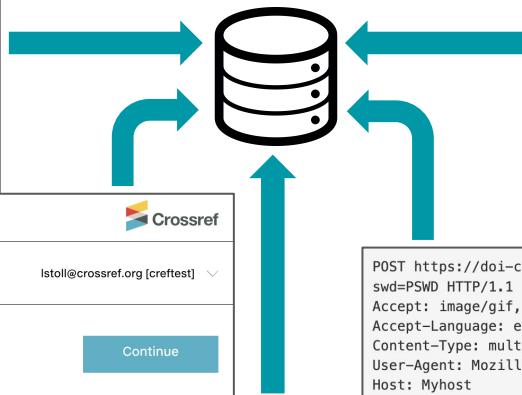 Crossref
lstoll@crossref.org [creftest]
Continue
POST https://doi-c
swd=PSWD HTTP/1.1
Accept: image/gif,
Accept-Language: e
Content-Type: mult
User-Agent: Mozill
Host: Myhost